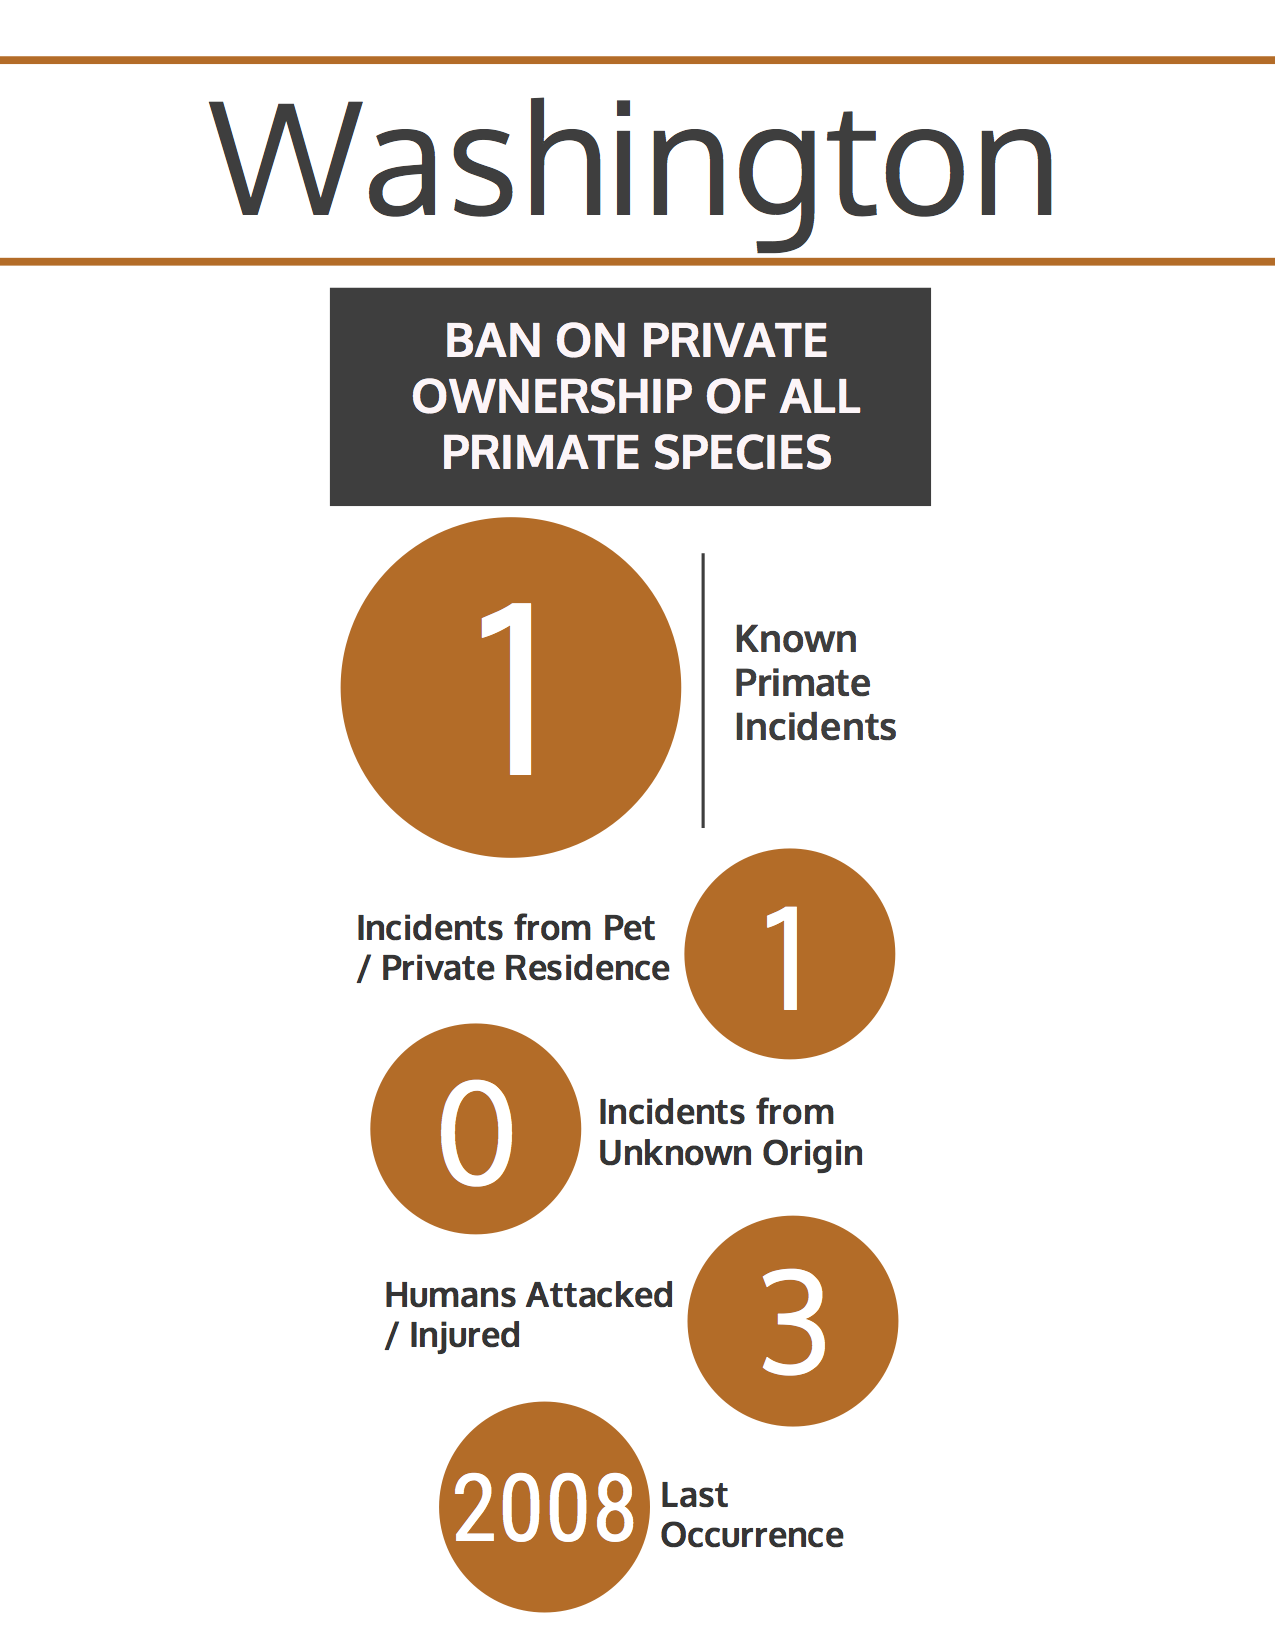 Washington
BAN ON PRIVATE
OWNERSHIP OF ALL
PRIMATE SPECIES
1
Known
Primate
Incidents
Incidents from Pet
/ Private Residence
1
0
Incidents from
Unknown Origin
Humans Attacked
/ Injured
3
2008
Last
Occurrence